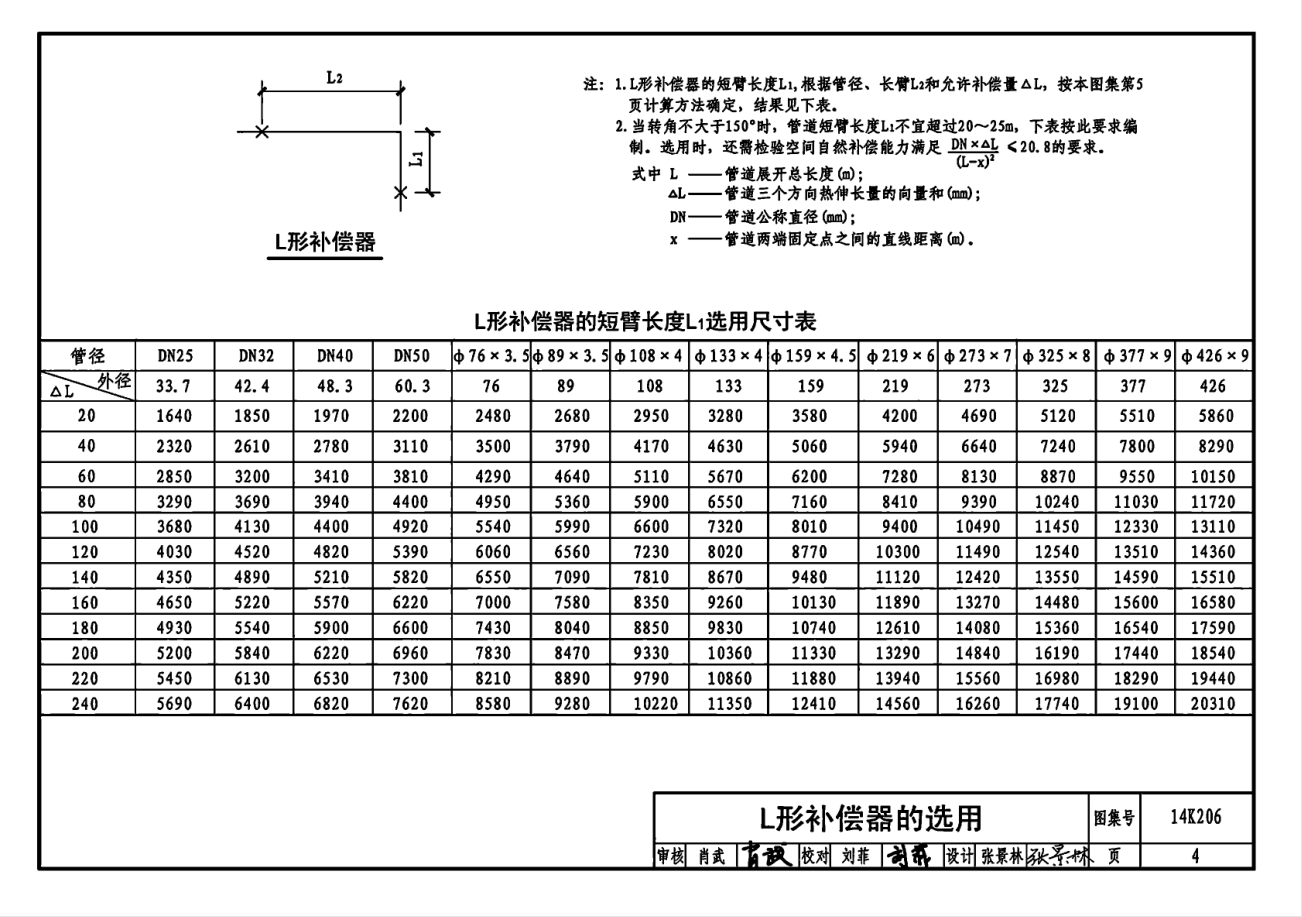 L2
L1
L形补偿器
注：1.L形补偿器的短臂长度L1,根据管径、长臂L2和允许补偿量△L，按本图集第5
页计算方法确定，结果见下表。
2.当转角不大于150°时，管道短臂长度L1不宜超过20～25m，下表按此要求编
制。选用时，还需检验空间自然补偿能力满足 DN×△L/(L-x)² ≤20.8的要求。
式中 L ——管道展开总长度(m)；
△L——管道三个方向热伸长量的向量和(mm)；
DN——管道公称直径(mm)；
x ——管道两端固定点之间的直线距离(m)。
L形补偿器的短臂长度L1选用尺寸表
管径 DN25 DN32 DN40 DN50 φ76×3.5 φ89×3.5 φ108×4 φ133×4 φ159×4.5 φ219×6 φ273×7 φ325×8 φ377×9 φ426×9
△L 外径 33.7 42.4 48.3 60.3 76 89 108 133 159 219 273 325 377 426
20 1640 1850 1970 2200 2480 2680 2950 3280 3580 4200 4690 5120 5510 5860
40 2320 2610 2780 3110 3500 3790 4170 4630 5060 5940 6640 7240 7800 8290
60 2850 3200 3410 3810 4290 4640 5110 5670 6200 7280 8130 8870 9550 10150
80 3290 3690 3940 4400 4950 5360 5900 6550 7160 8410 9390 10240 11030 11720
100 3680 4130 4400 4920 5540 5990 6600 7320 8010 9400 10490 11450 12330 13110
120 4030 4520 4820 5390 6060 6560 7230 8020 8770 10300 11490 12540 13510 14360
140 4350 4890 5210 5820 6550 7090 7810 8670 9480 11120 12420 13550 14590 15510
160 4650 5220 5570 6220 7000 7580 8350 9260 10130 11890 13270 14480 15600 16580
180 4930 5540 5900 6600 7430 8040 8850 9830 10740 12610 14080 15360 16540 17590
200 5200 5840 6220 6960 7830 8470 9330 10360 11330 13290 14840 16190 17440 18540
220 5450 6130 6530 7300 8210 8890 9790 10860 11880 13940 15560 16980 18290 19440
240 5690 6400 6820 7620 8580 9280 10220 11350 12410 14560 16260 17740 19100 20310
L形补偿器的选用 图集号 14K206
审核 肖武 肖武 校对 刘菲 刘菲 设计 张景林 张景林 页 4